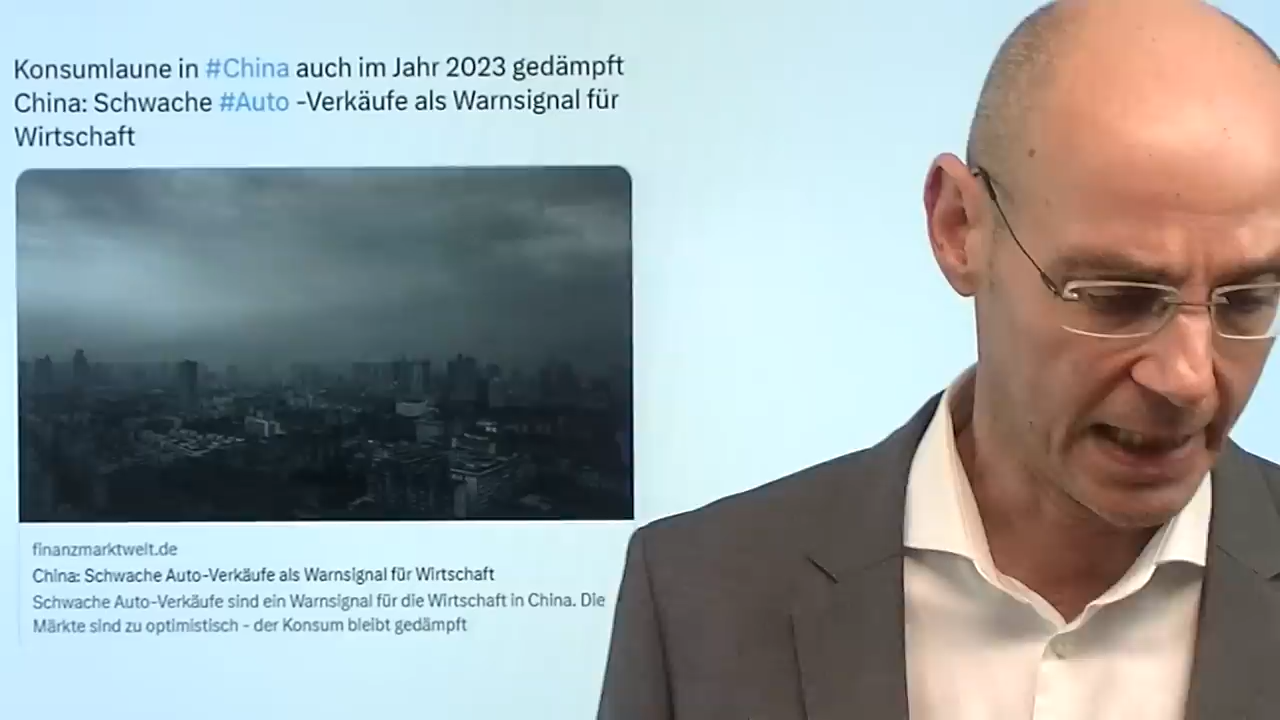 Konsumlaune in #China auch im Jahr 2023 gedämpft
China: Schwache #Auto -Verkäufe als Warnsignal für
Wirtschaft
finanzmarktwelt.de
China: Schwache Auto-Verkäufe als Warnsignal für Wirtschaft
Schwache Auto-Verkäufe sind ein Warnsignal für die Wirtschaft in China. Die
Märkte sind zu optimistisch - der Konsum bleibt gedämpft